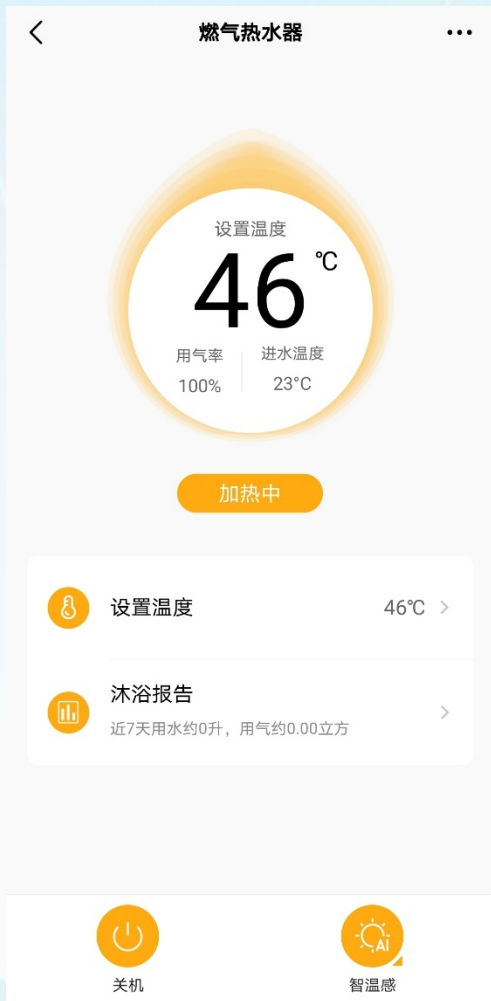 燃气热水器
设置温度
46℃
用气率 进水温度
100% 23°C
加热中
设置温度 46℃
沐浴报告
近7天用水约0升，用气约0.00立方
AI
关机 智温感